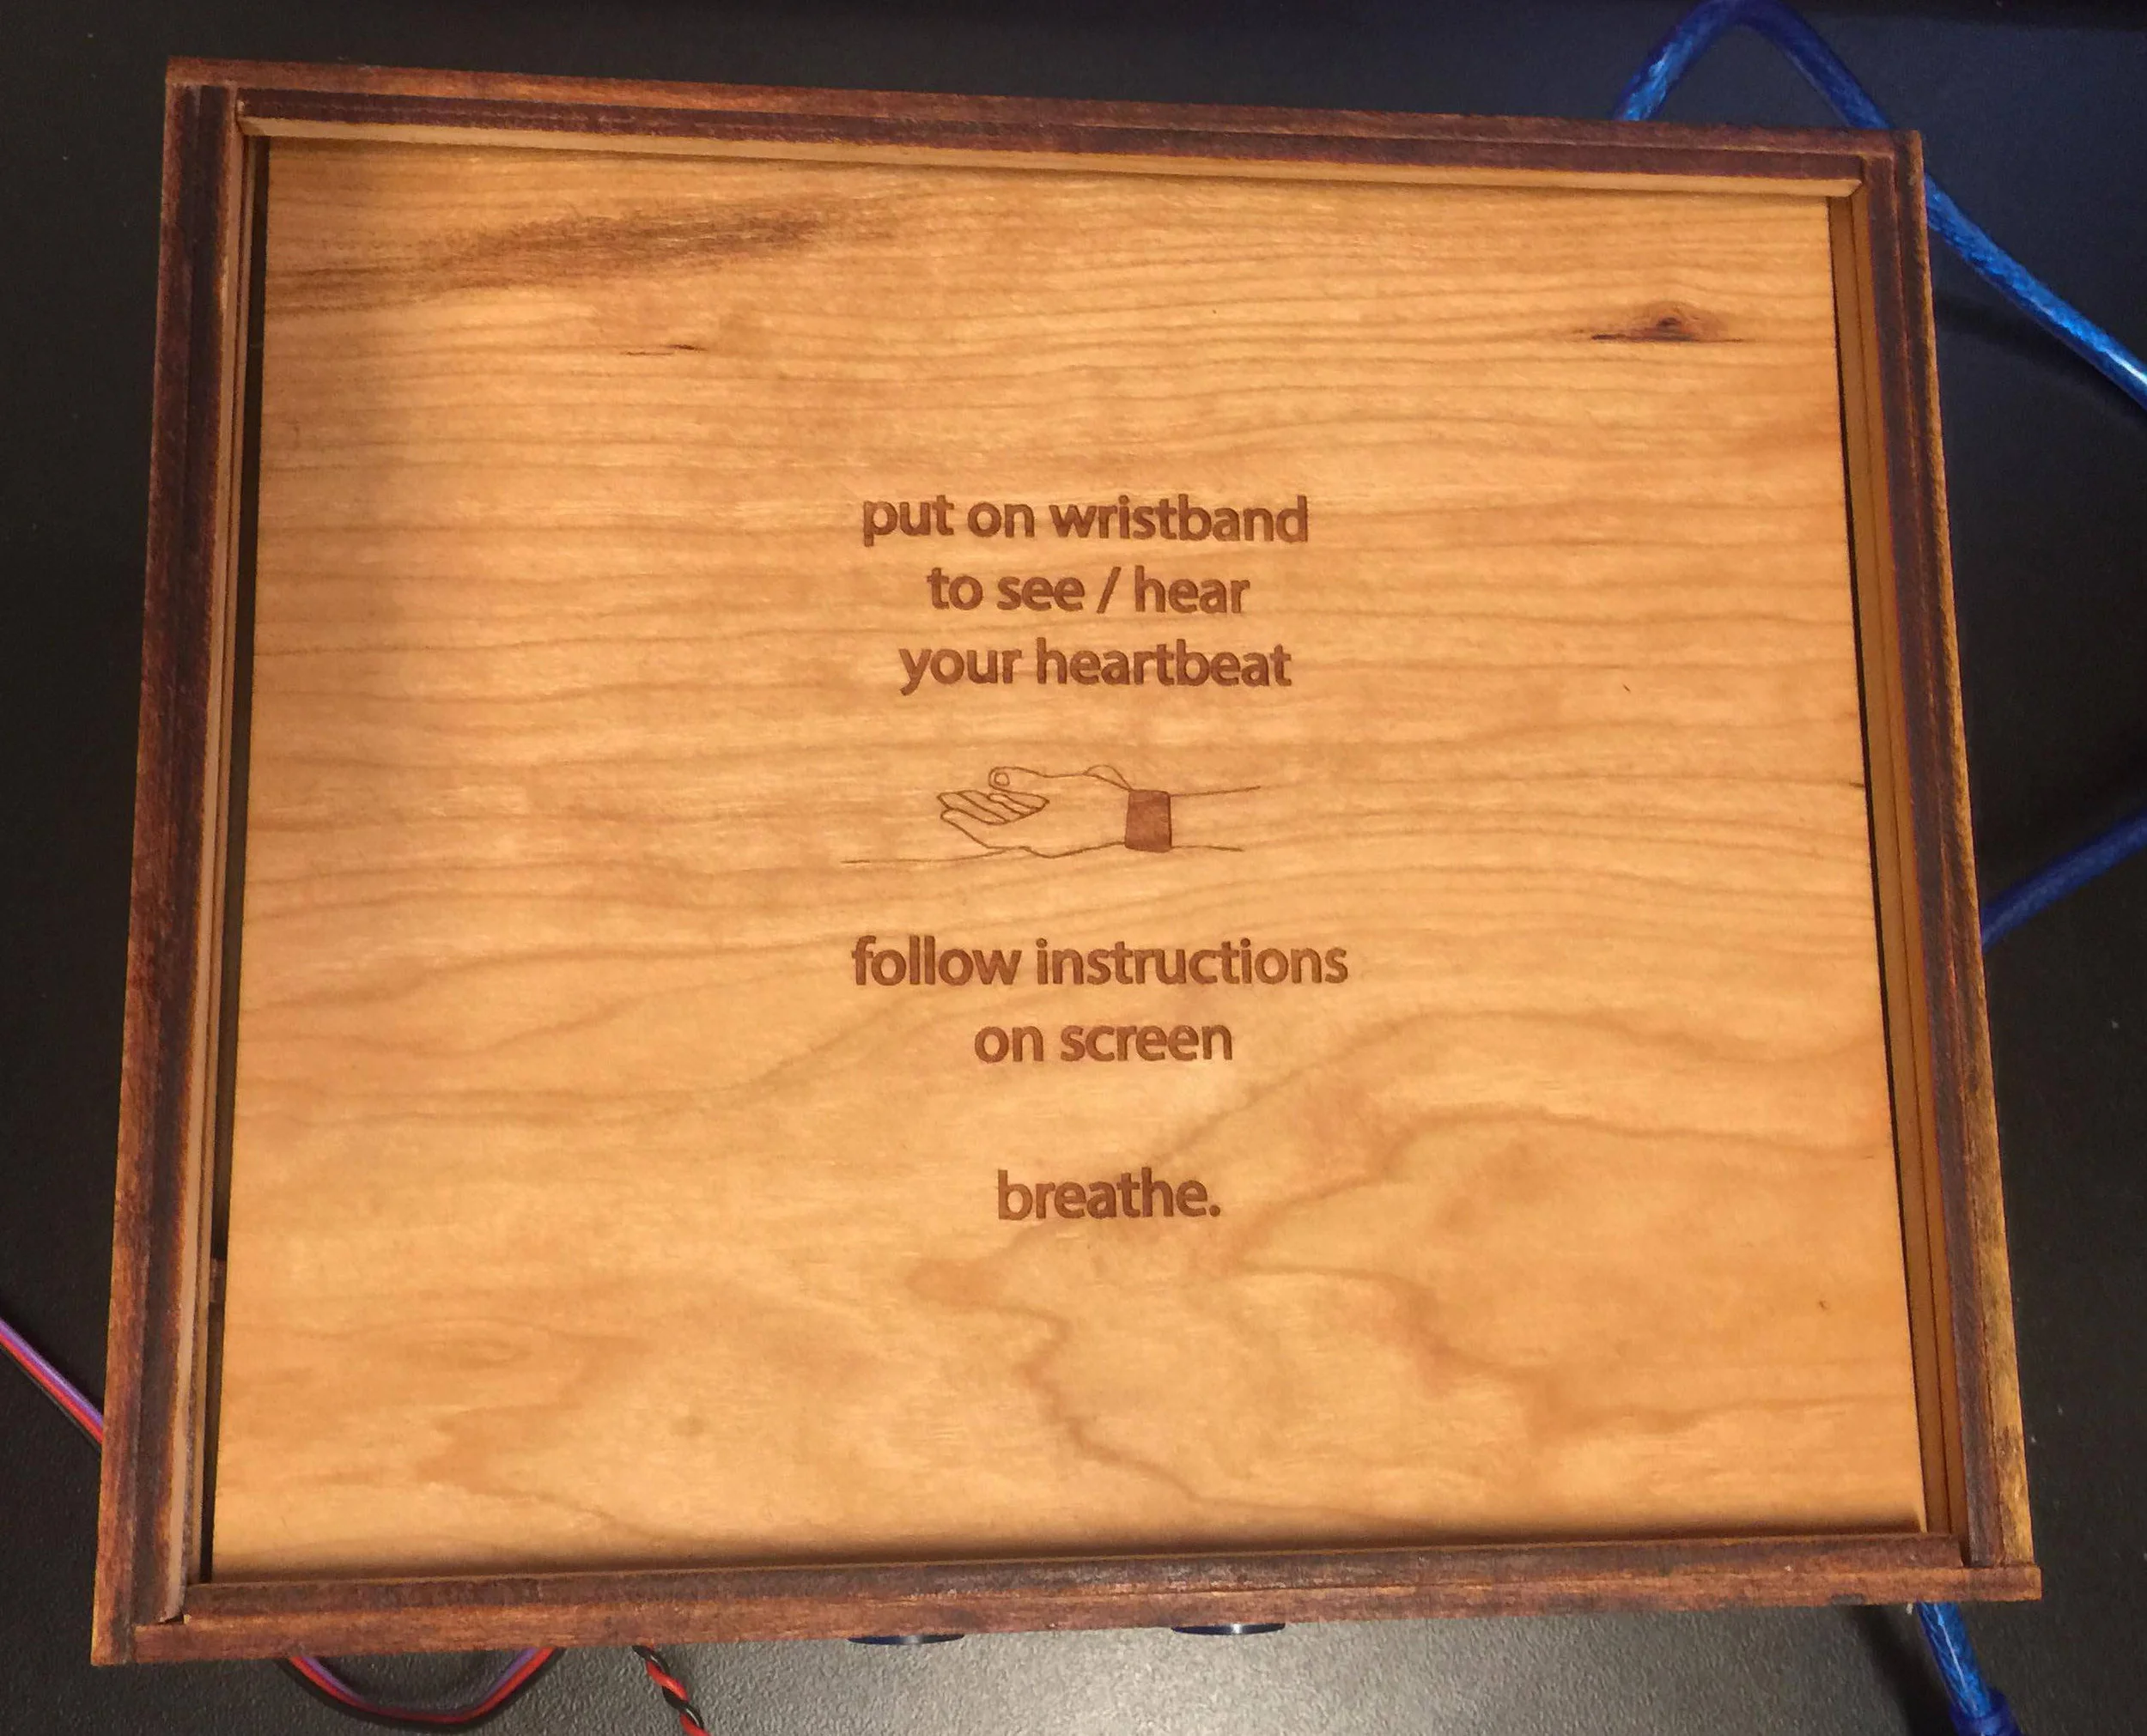 put on wristband
to see / hear
your heartbeat
follow instructions
on screen
breathe.